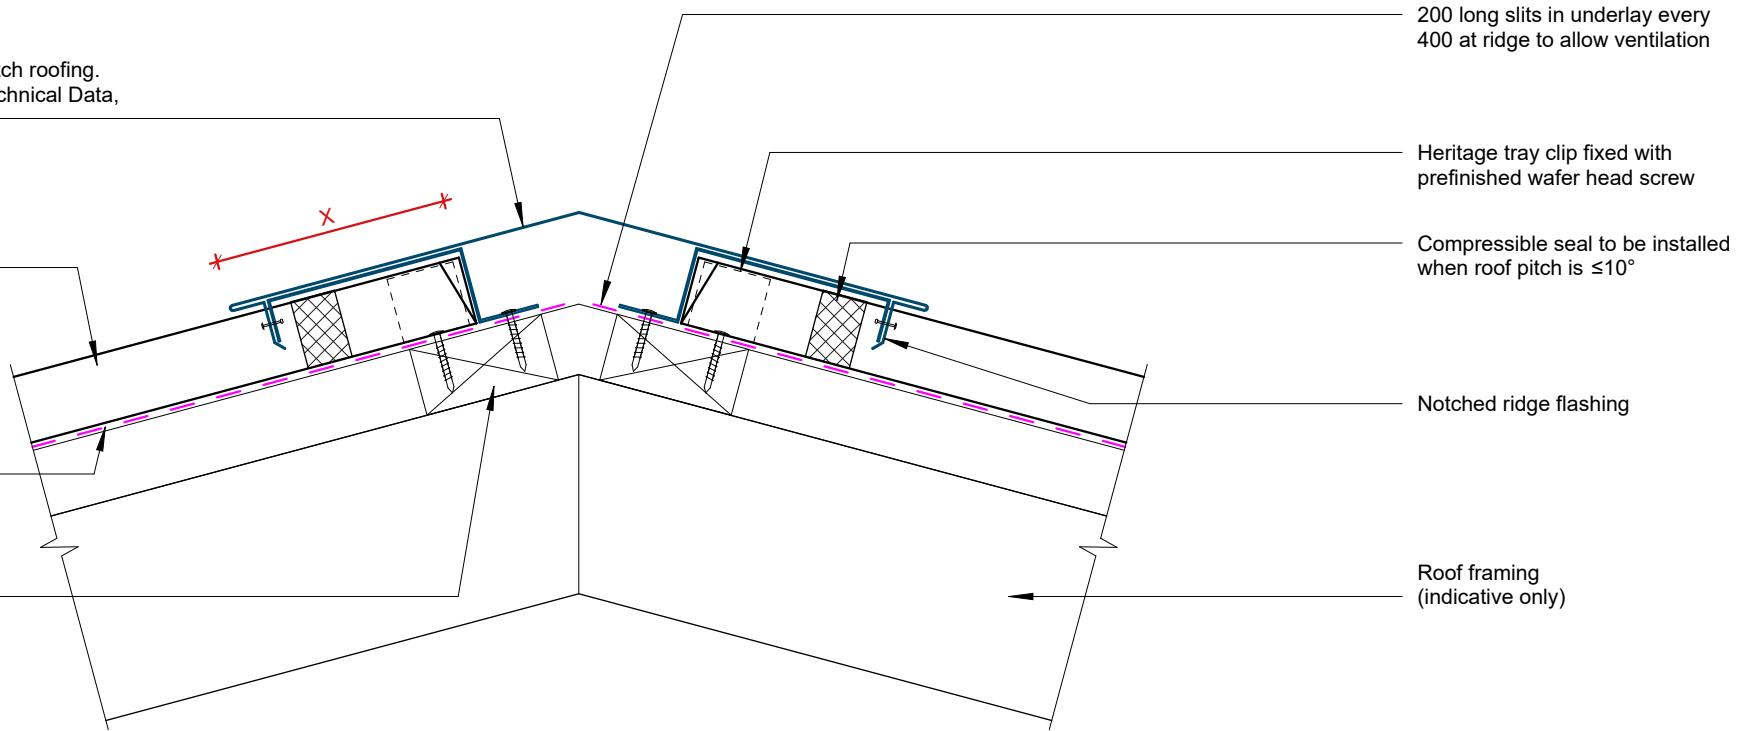 200 long slits in underlay every
400 at ridge to allow ventilation
roofing.
Data,
Heritage tray clip fixed with
prefinished wafer head screw
X
Compressible seal to be installed
when roof pitch is ≤10°
Notched ridge flashing
Roof framing
(indicative only)